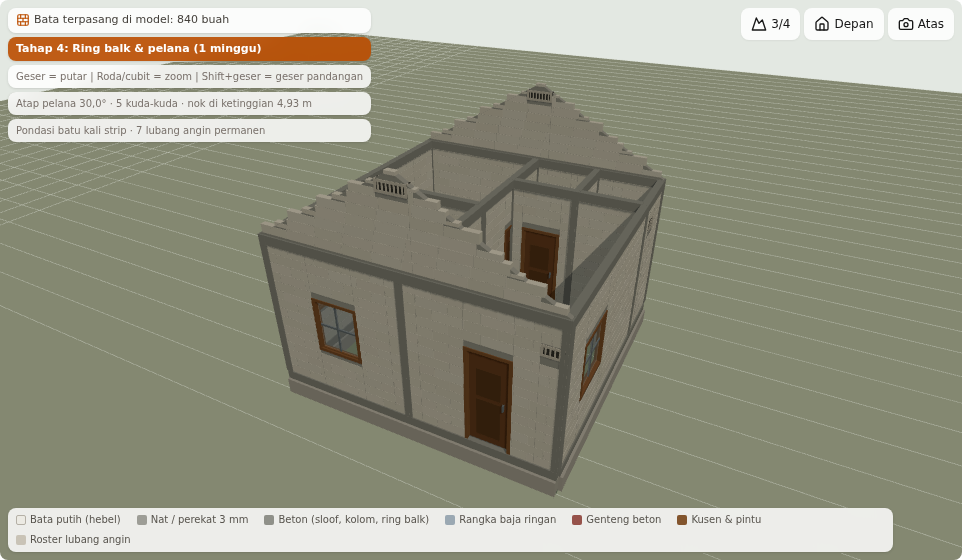 Bata terpasang di model: 840 buah
Tahap 4: Ring balk & pelana (1 minggu)
Geser = putar | Roda/cubit = zoom | Shift+geser = geser pandangan
Atap pelana 30,0° · 5 kuda-kuda · nok di ketinggian 4,93 m
Pondasi batu kali strip · 7 lubang angin permanen
3/4
Depan
Atas
Bata putih (hebel)
Nat / perekat 3 mm
Beton (sloof, kolom, ring balk)
Rangka baja ringan
Genteng beton
Kusen & pintu
Roster lubang angin